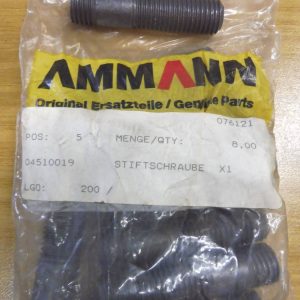 AMMANN
Original Ersatzteile / Genuine Parts
076121
POS: 5 MENGE/QTY: 8,00
04510019 STIFTSCHRAUBE X1
LGO: 200 /